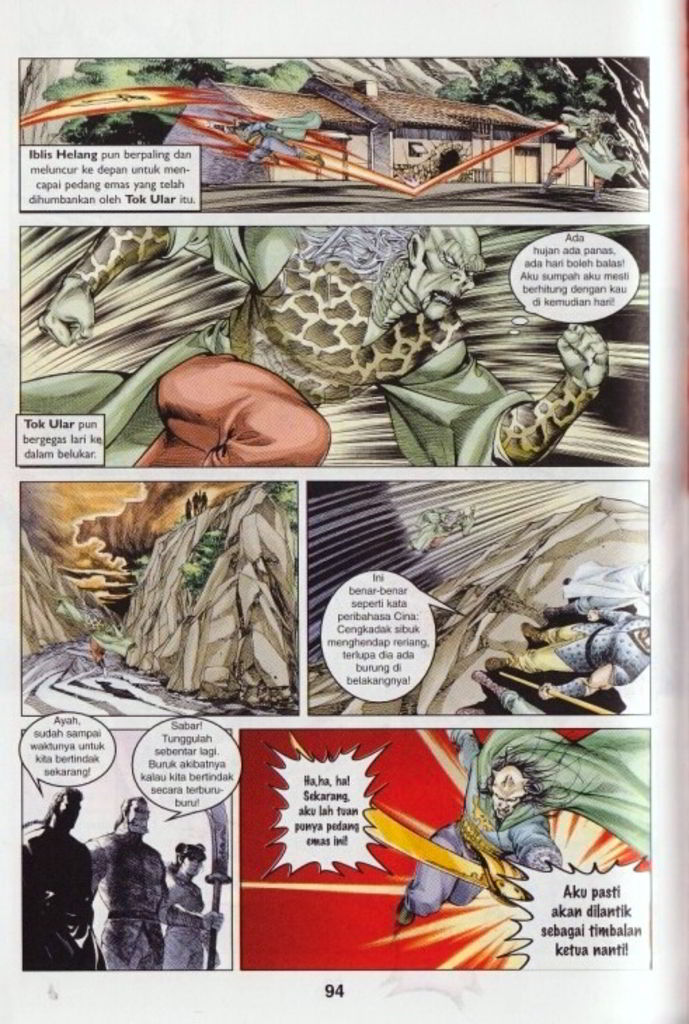 Iblis Helang pun berpaling dan
meluncur ke depan untuk men-
capai pedang emas yang telah
dihumbankan oleh Tok Ular itu.
Ada
hujan ada panas,
ada hari boleh balas!
Aku sumpah aku mesti
berhitung dengan kau
di kemudian hari!
Tok Ular pun
bergegas lari ke
dalam belukar.
Ini
benar-benar
seperti kata
peribahasa Cina:
Cengkadak sibuk
menghendap reriang,
terlupa dia ada
burung di
belakangnya!
Ayah,
sudah sampai
waktunya untuk
kita bertindak
sekarang!
Sabar!
Tunggulah
sebentar lagi.
Buruk akibatnya
kalau kita bertindak
secara terburu-
buru!
Ha,ha, ha!
Sekarang,
aku lah tuan
punya pedang
emas ini!
Aku pasti
akan dilantik
sebagai timbalan
ketua nanti!
94